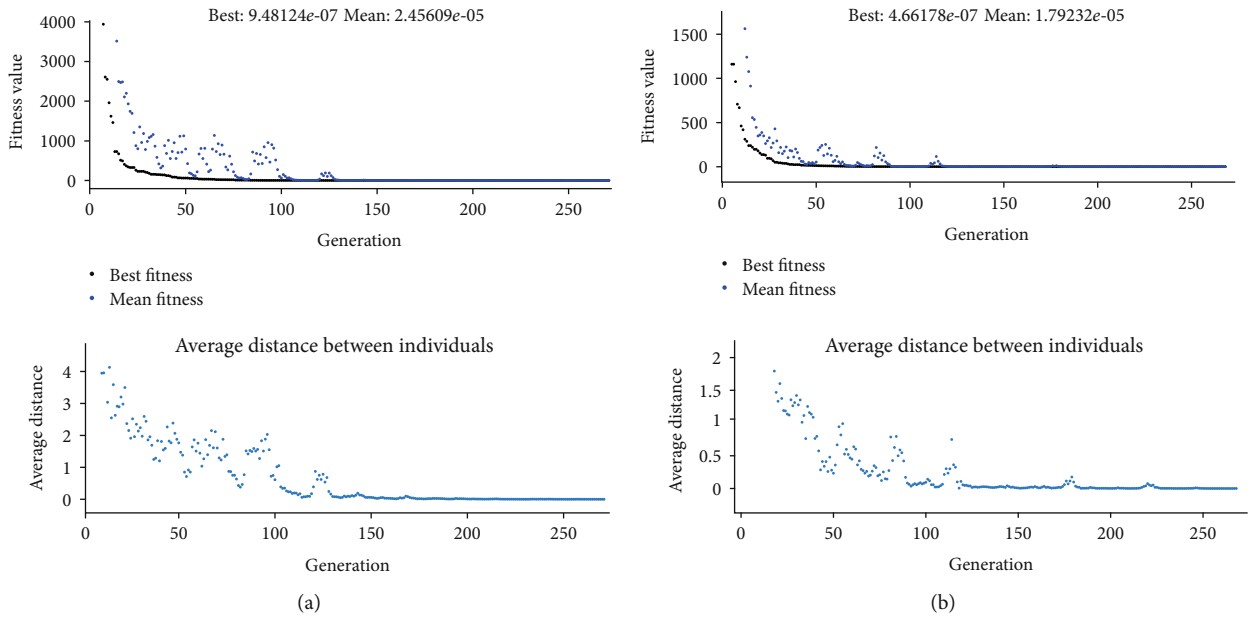 Best: 9.48124e-07 Mean: 2.45609e-05
Fitness value
4000
3000
2000
1000
0
0
50
100
150
200
250
Generation
Best fitness
Mean fitness
Average distance between individuals
Average distance
4
3
2
1
0
0
50
100
150
200
250
Generation
(a)
Best: 4.66178e-07 Mean: 1.79232e-05
Fitness value
1500
1000
500
0
0
50
100
150
200
250
Generation
Best fitness
Mean fitness
Average distance between individuals
Average distance
2
1.5
1
0.5
0
0
50
100
150
200
250
Generation
(b)